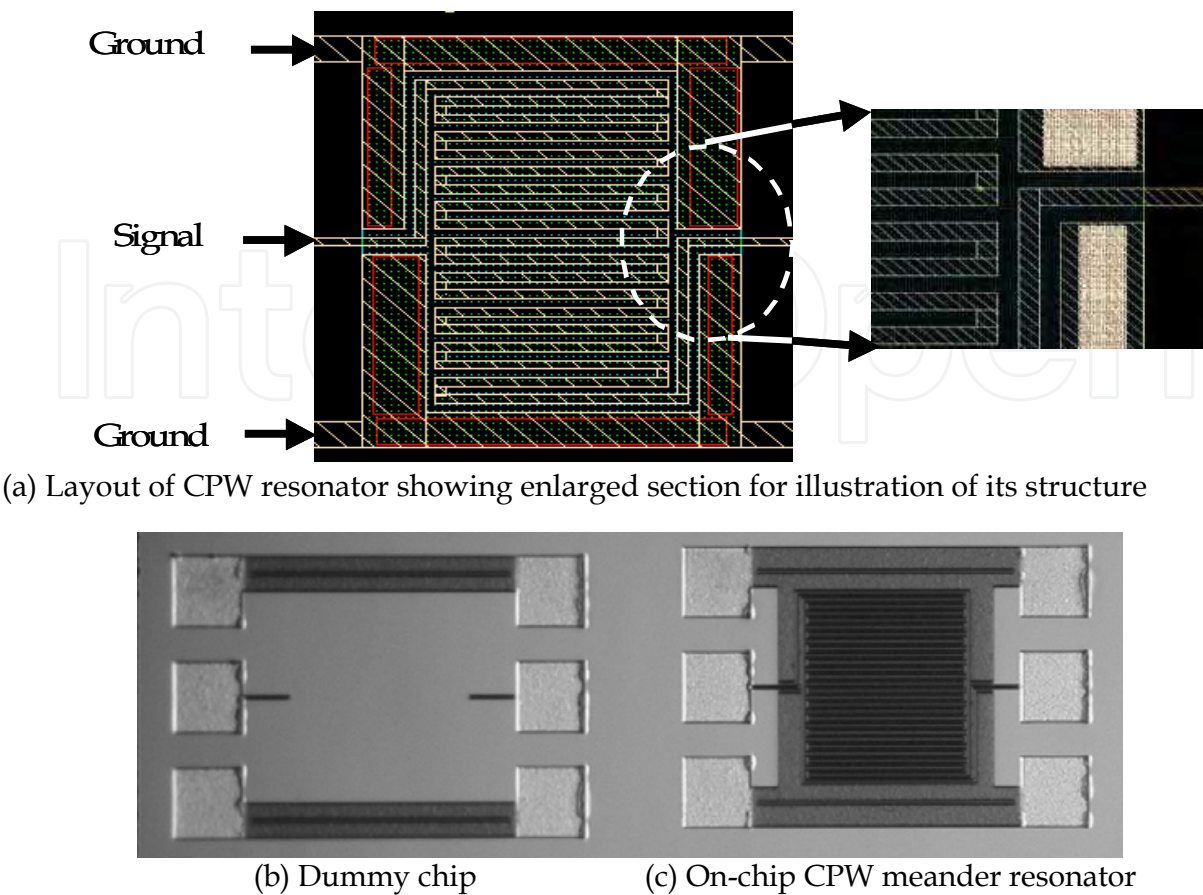 Ground
Signal
Ground
IntechOpen
(a) Layout of CPW resonator showing enlarged section for illustration of its structure
(b) Dummy chip
(c) On-chip CPW meander resonator